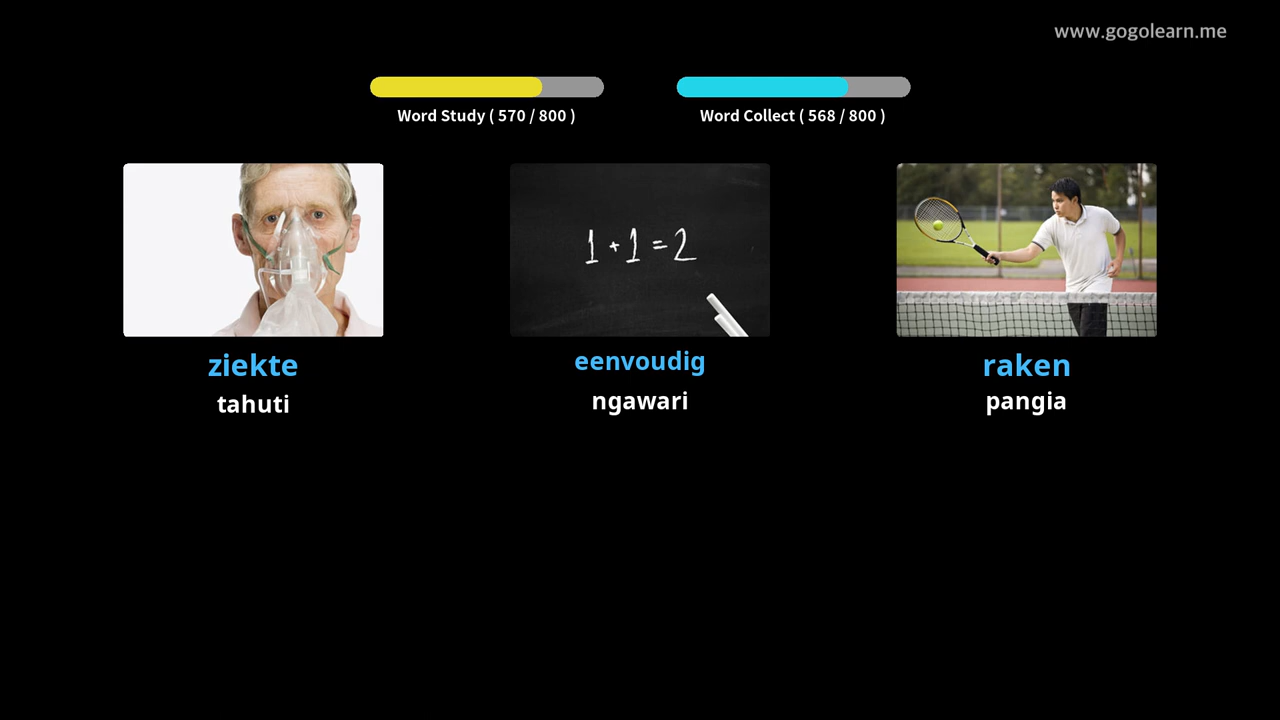 www.gogolearn.me
Word Study ( 570 / 800 )
Word Collect ( 568 / 800 )
1 + 1 = 2
ziekte
eenvoudig
raken
tahuti
ngawari
pangia